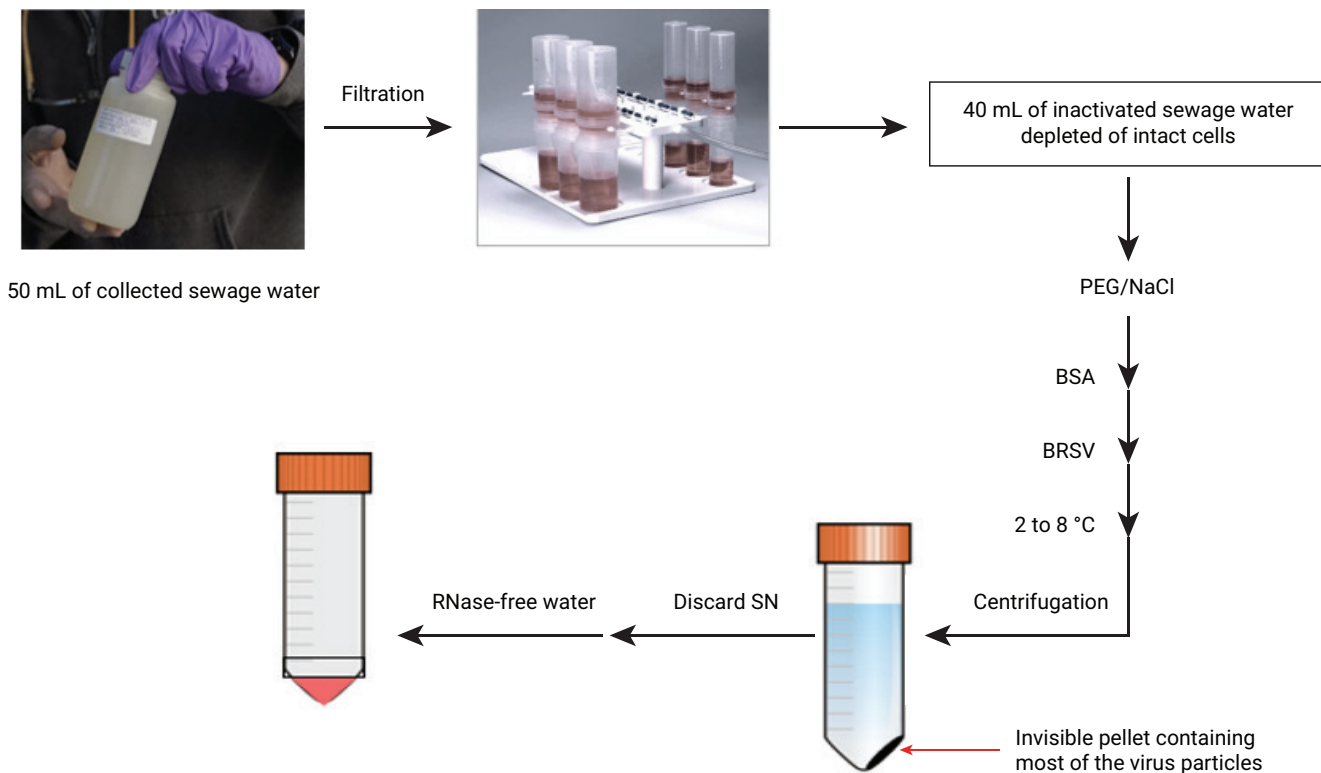 50 mL of collected sewage water
Filtration
40 mL of inactivated sewage water
depleted of intact cells
PEG/NaCl
BSA
BRSV
2 to 8 °C
Centrifugation
Invisible pellet containing
most of the virus particles
Discard SN
RNase-free water